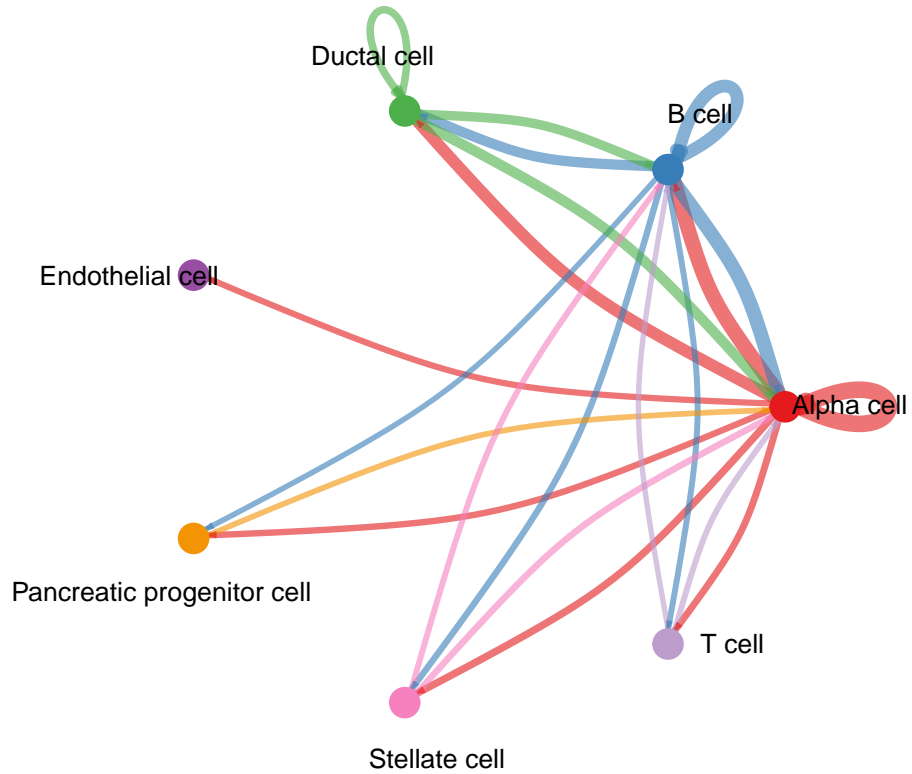 Ductal cell
B cell
Endothelial cell
Alpha cell
Pancreatic progenitor cell
T cell
Stellate cell